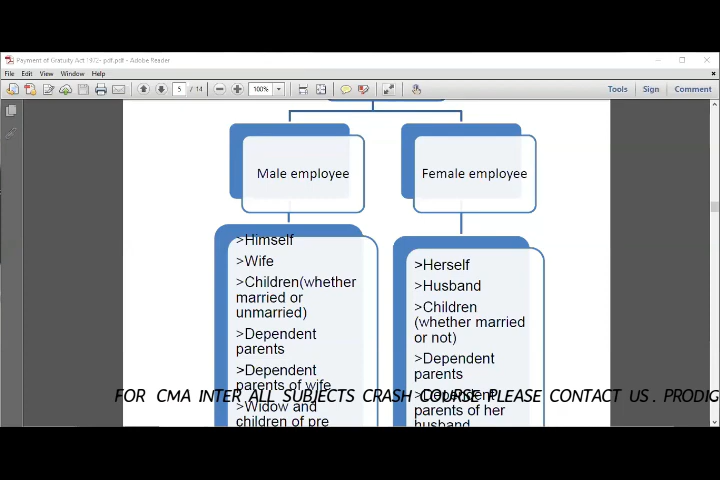 Payment of Gratuity Act 1972- pdf.pdf - Adobe Reader
File Edit View Window Help
5 / 14 100% Tools Sign Comment
Male employee
>Himself
>Wife
>Children(whether
married or
unmarried)
>Dependent
parents
>Dependent
parents of wife
>Widow and
children of pre
Female employee
>Herself
>Husband
>Children
(whether married
or not)
>Dependent
parents
>Dependent
parents of her
husband
FOR CMA INTER ALL SUBJECTS CRASH COURSE PLEASE CONTACT US . PRODIG